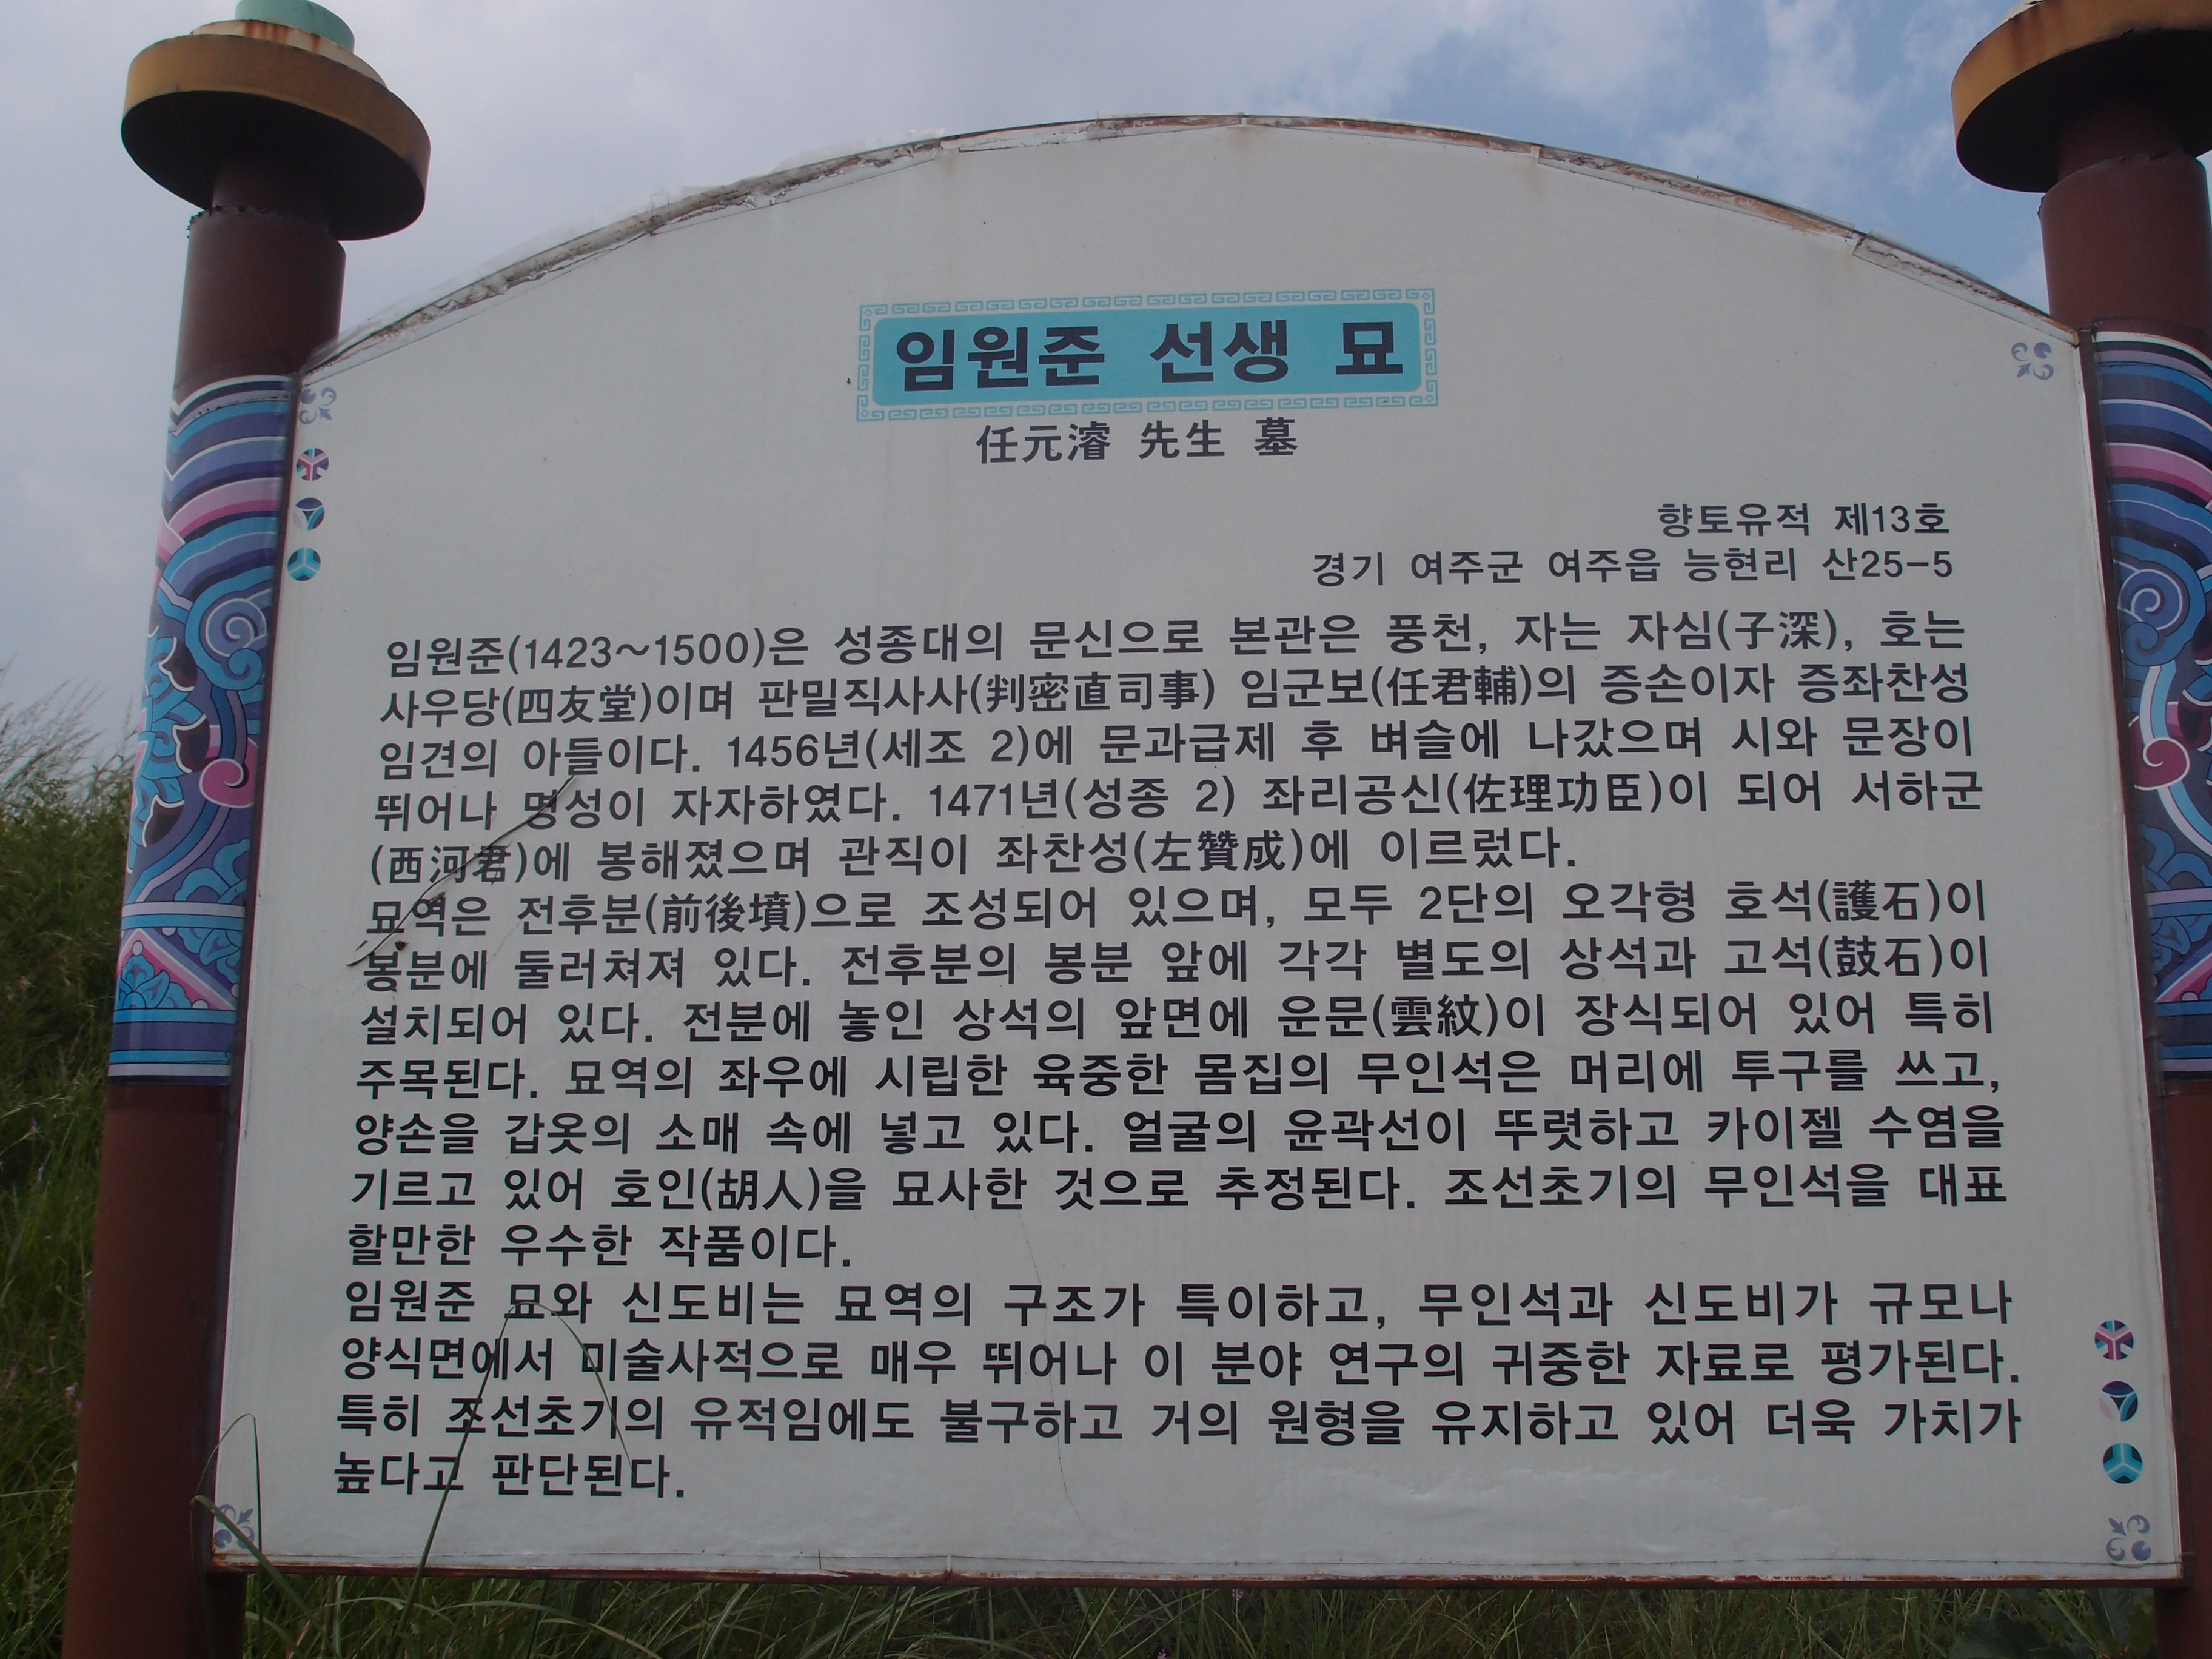 임원준 선생 묘
任元濬 先生 墓
향토유적 제13호
경기 여주군 여주읍 능현리 산25-5
임원준(1423~1500)은 성종대의 문신으로 본관은 풍천, 자는 자심(子深), 호는
사우당(四友堂)이며 판밀직사사(判密直司事) 임군보(任君輔)의 증손이자 증좌찬성
임견의 아들이다. 1456년(세조 2)에 문과급제 후 벼슬에 나갔으며 시와 문장이
뛰어나 명성이 자자하였다. 1471년(성종 2) 좌리공신(佐理功臣)이 되어 서하군
(西河君)에 봉해졌으며 관직이 좌찬성(左贊成)에 이르렀다.
묘역은 전후분(前後墳)으로 조성되어 있으며, 모두 2단의 오각형 호석(護石)이
봉분에 둘러쳐져 있다. 전후분의 봉분 앞에 각각 별도의 상석과 고석(鼓石)이
설치되어 있다. 전분에 놓인 상석의 앞면에 운문(雲紋)이 장식되어 있어 특히
주목된다. 묘역의 좌우에 시립한 육중한 몸집의 무인석은 머리에 투구를 쓰고,
양손을 갑옷의 소매 속에 넣고 있다. 얼굴의 윤곽선이 뚜렷하고 카이젤 수염을
기르고 있어 호인(胡人)을 묘사한 것으로 추정된다. 조선초기의 무인석을 대표
할만한 우수한 작품이다.
임원준 묘와 신도비는 묘역의 구조가 특이하고, 무인석과 신도비가 규모나
양식면에서 미술사적으로 매우 뛰어나 이 분야 연구의 귀중한 자료로 평가된다.
특히 조선초기의 유적임에도 불구하고 거의 원형을 유지하고 있어 더욱 가치가
높다고 판단된다.